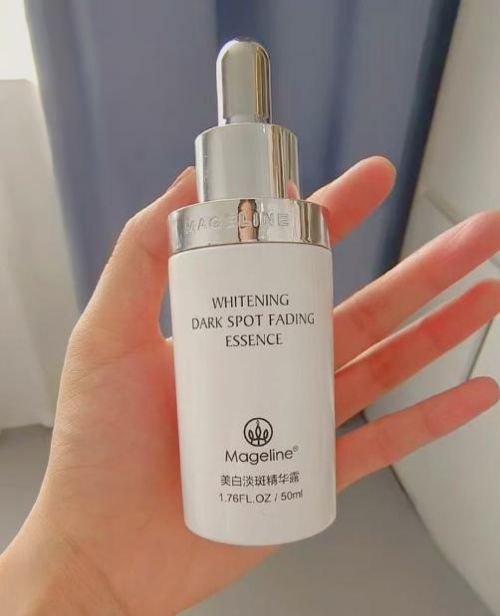 MAGELINE
WHITENING
DARK SPOT FADING
ESSENCE
Mageline®
美白淡斑精华露
1.76FL.OZ / 50ml